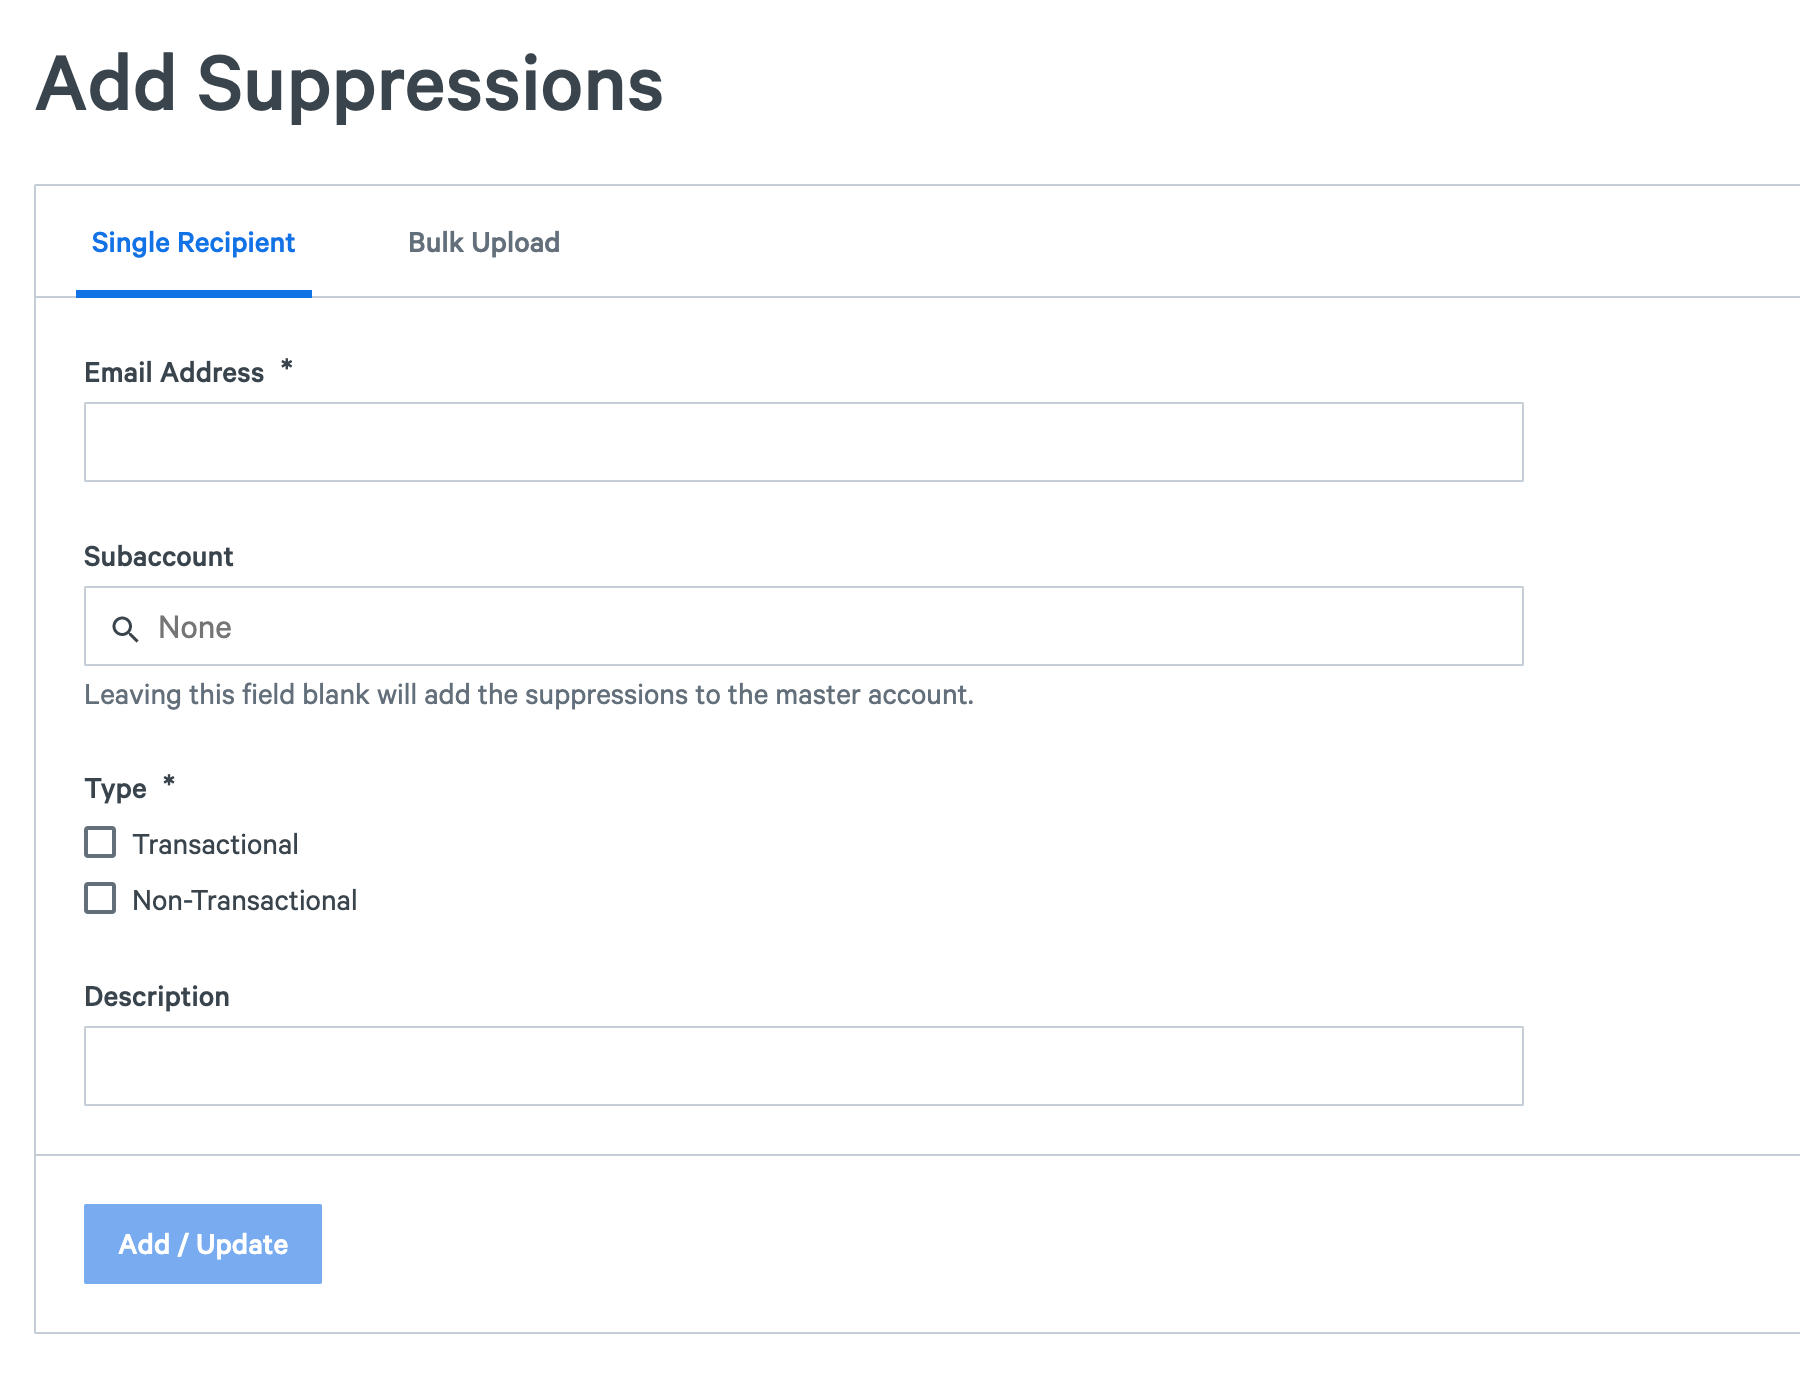 Add Suppressions
Single Recipient
Bulk Upload
Email Address *
Subaccount
None
Leaving this field blank will add the suppressions to the master account.
Type *
Transactional
Non-Transactional
Description
Add / Update